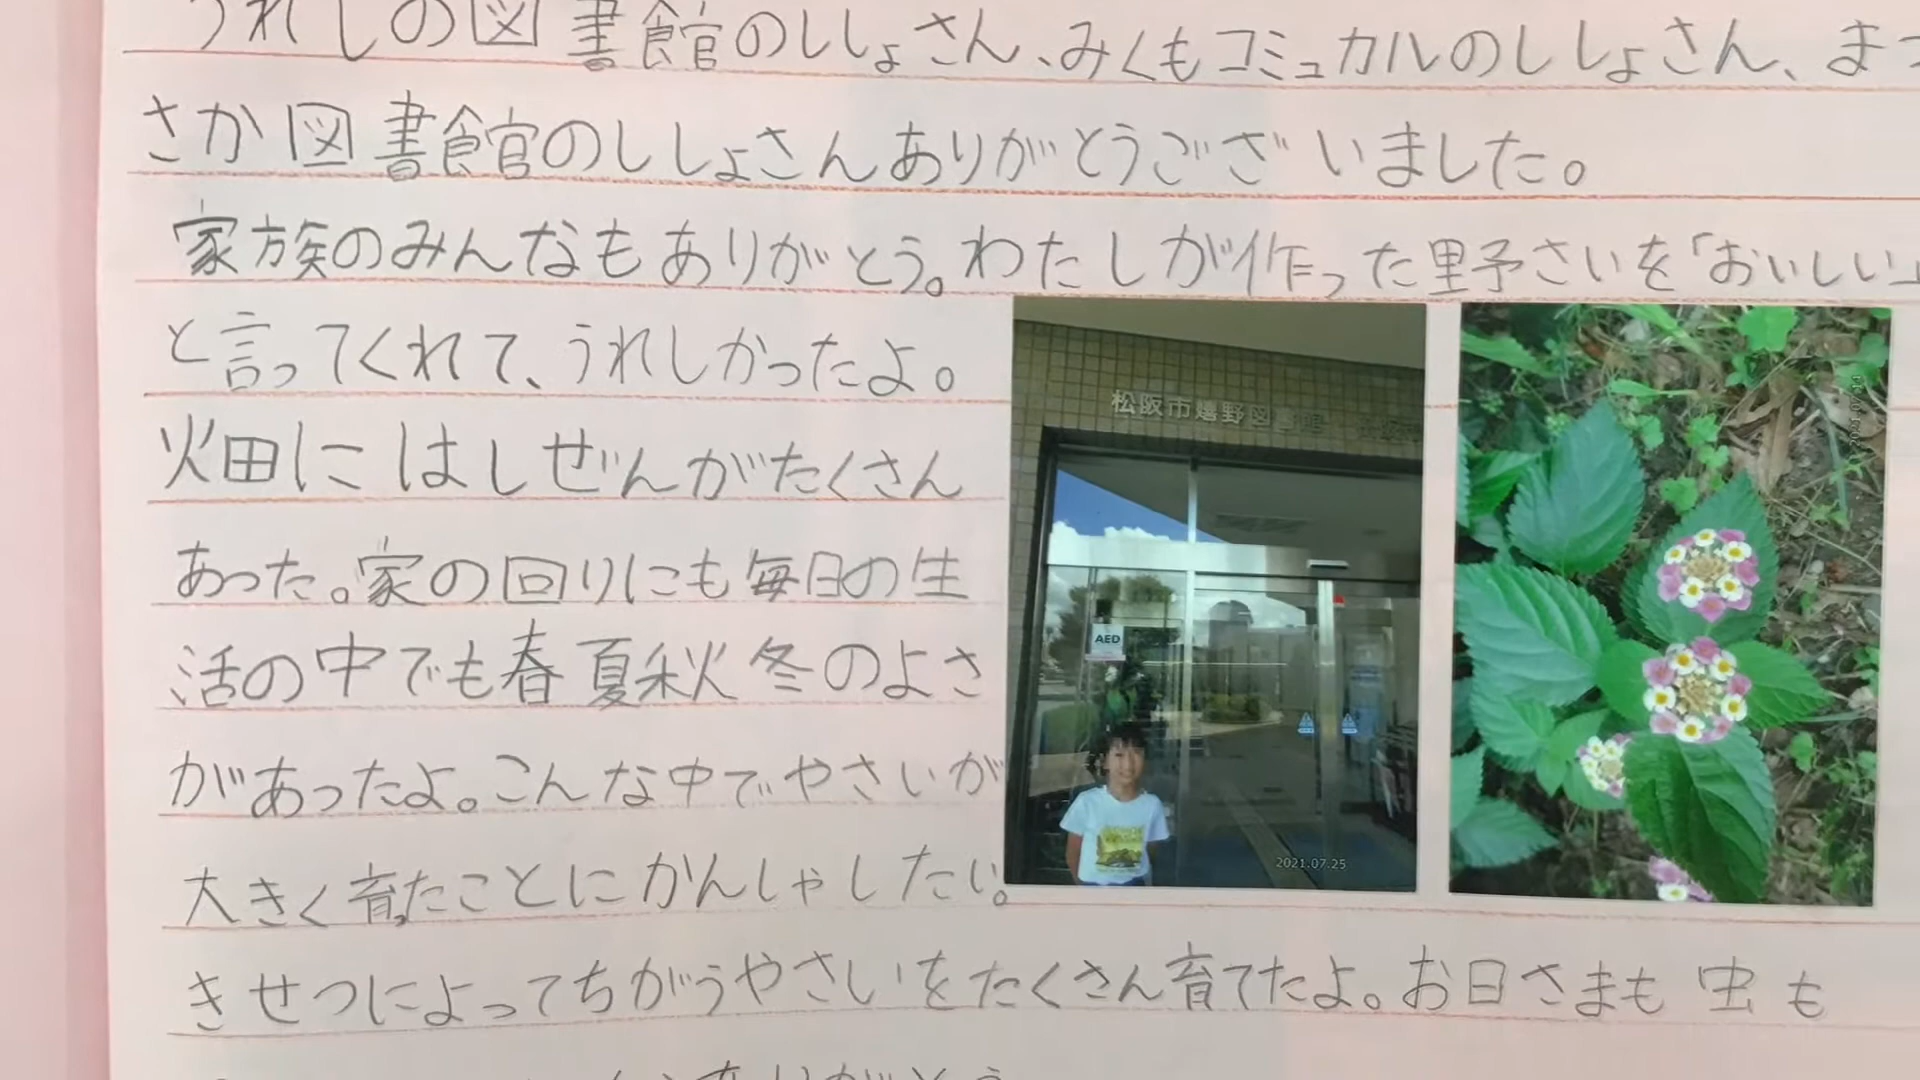 うれしの図書館のししょさん、みくもコミュカルのししょさん、まつ
さか図書館のししょさんありがとうございました。
家族のみんなもありがとう。わたしが作った野さいを「おいしい」
と言ってくれて、うれしかったよ。
畑にはしぜんがたくさん
あった。家の回りにも毎日の生
活の中でも春夏秋冬のよさ
があったよ。こんな中でやさいが
大きく育ったことにかんしゃしたい。
きせつによってちがうやさいをたくさん育てたよ。お日さまも虫も
ありがとう
松阪市嬉野図書館
AED
2021.07.25